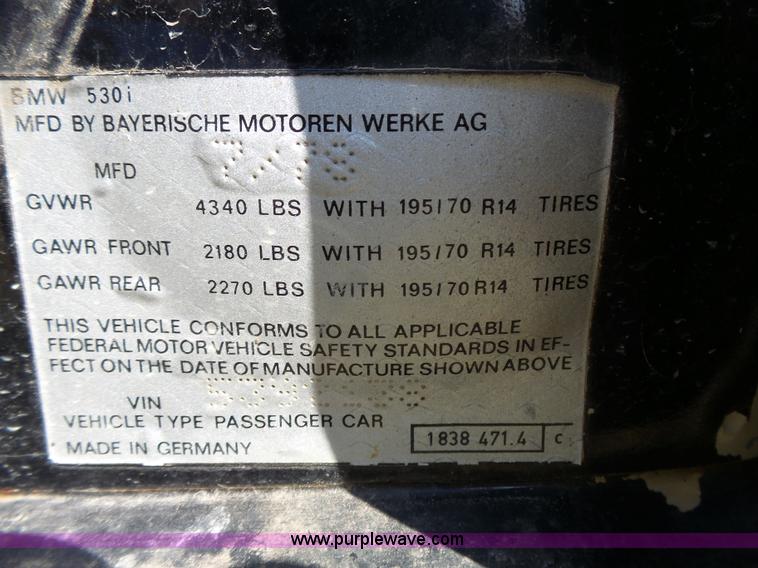 BMW 530i
MFD BY BAYERISCHE MOTOREN WERKE AG
MFD 7/78
GVWR 4340 LBS WITH 195/70 R14 TIRES
GAWR FRONT 2180 LBS WITH 195/70 R14 TIRES
GAWR REAR 2270 LBS WITH 195/70 R14 TIRES
THIS VEHICLE CONFORMS TO ALL APPLICABLE
FEDERAL MOTOR VEHICLE SAFETY STANDARDS IN EF-
FECT ON THE DATE OF MANUFACTURE SHOWN ABOVE
VIN
VEHICLE TYPE PASSENGER CAR
MADE IN GERMANY 1838 471.4 C
www.purplewave.com